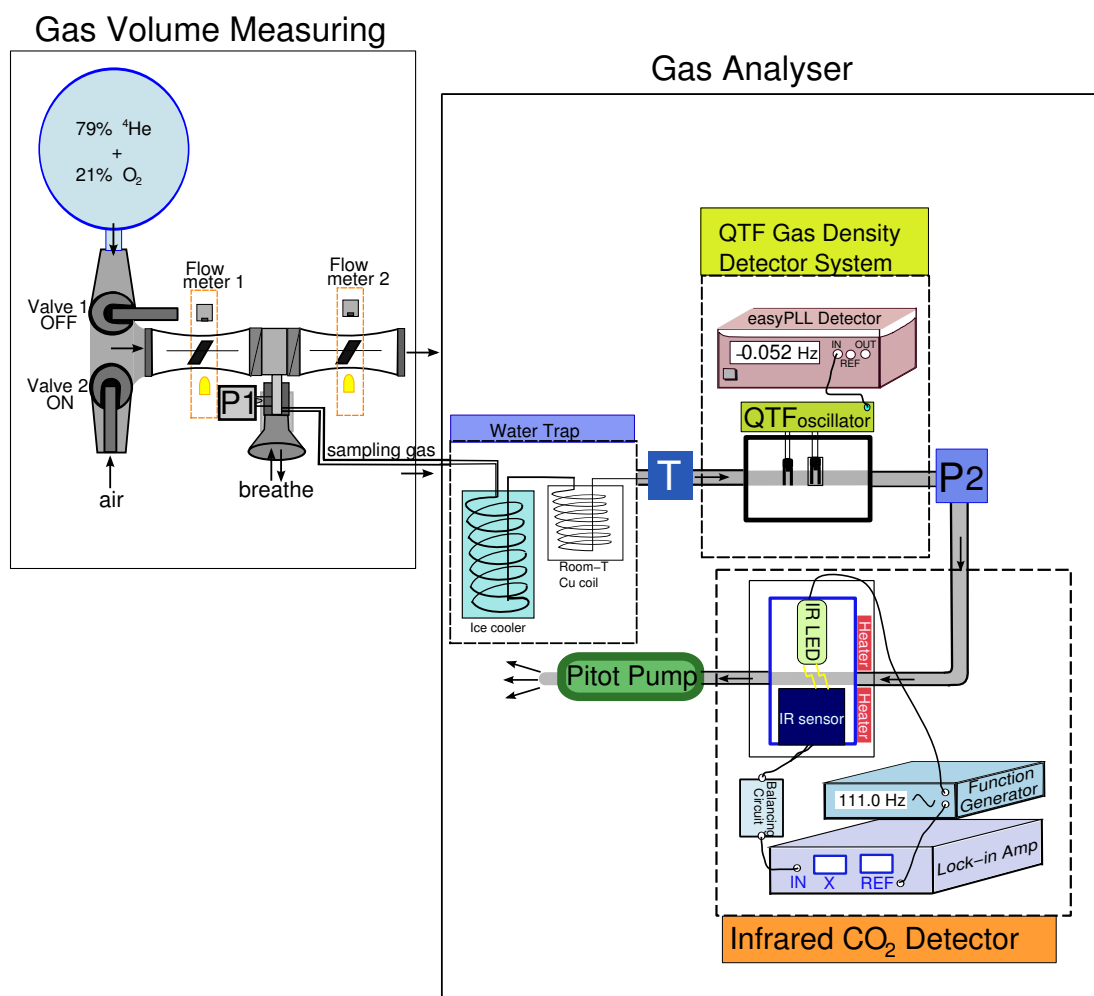 Gas Volume Measuring
Gas Analyser
79% ⁴He
+
21% O₂
Flow
meter 1
Flow
meter 2
Valve 1
OFF
Valve 2
ON
P1
air
breathe
sampling gas
Water Trap
Ice cooler
Room-T
Cu coil
T
QTF Gas Density
Detector System
easyPLL Detector
-0.052 Hz
IN
OUT
REF
QTF oscillator
P2
IR LED
Heater
Heater
IR sensor
Pitot Pump
Balancing
Circuit
111.0 Hz
Function
Generator
Lock-in Amp
IN
X
REF
Infrared CO₂ Detector